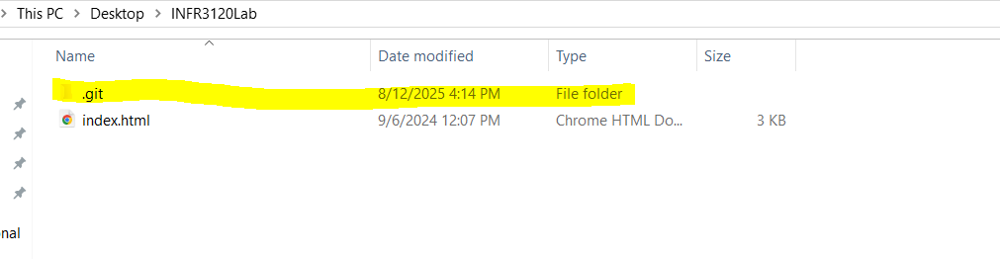 This PC > Desktop > INFR3120Lab
Name Date modified Type Size
.git 8/12/2025 4:14 PM File folder
index.html 9/6/2024 12:07 PM Chrome HTML Do... 3 KB
onal